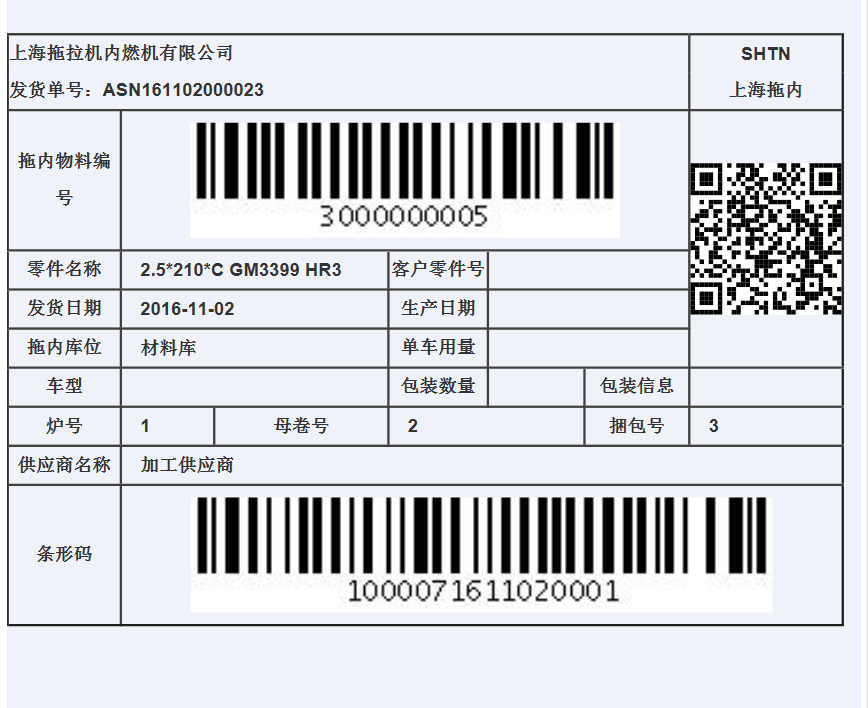 上海拖拉机内燃机有限公司
SHTN
发货单号：ASN161102000023
上海拖内
拖内物料编
号
3000000005
零件名称
2.5*210*C GM3399 HR3
客户零件号
发货日期
2016-11-02
生产日期
拖内库位
材料库
单车用量
车型
包装数量
包装信息
炉号
1
母卷号
2
捆包号
3
供应商名称
加工供应商
条形码
1000071611020001